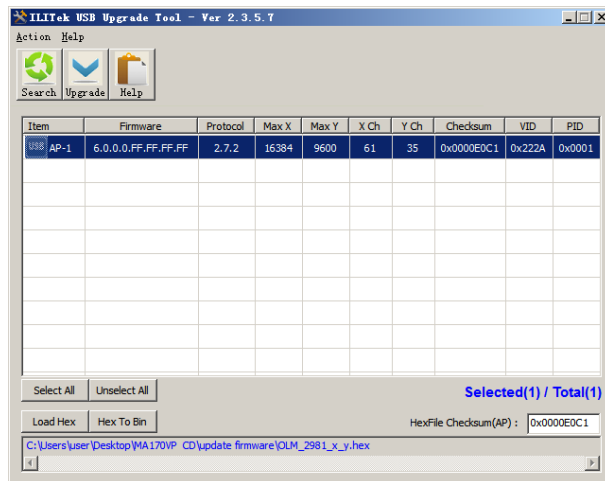 ILITek USB Upgrade Tool - Ver 2.3.5.7
Action Help
Search Upgrade Help
Item Firmware Protocol Max X Max Y X Ch Y Ch Checksum VID PID
USB AP-1 6.0.0.0.FF.FF.FF.FF 2.7.2 16384 9600 61 35 0x0000E0C1 0x222A 0x0001
Select All Unselect All Selected(1) / Total(1)
Load Hex Hex To Bin HexFile Checksum(AP) : 0x0000E0C1
C:\Users\user\Desktop\MA170VP CD\update firmware\OLM_2981_x_y.hex